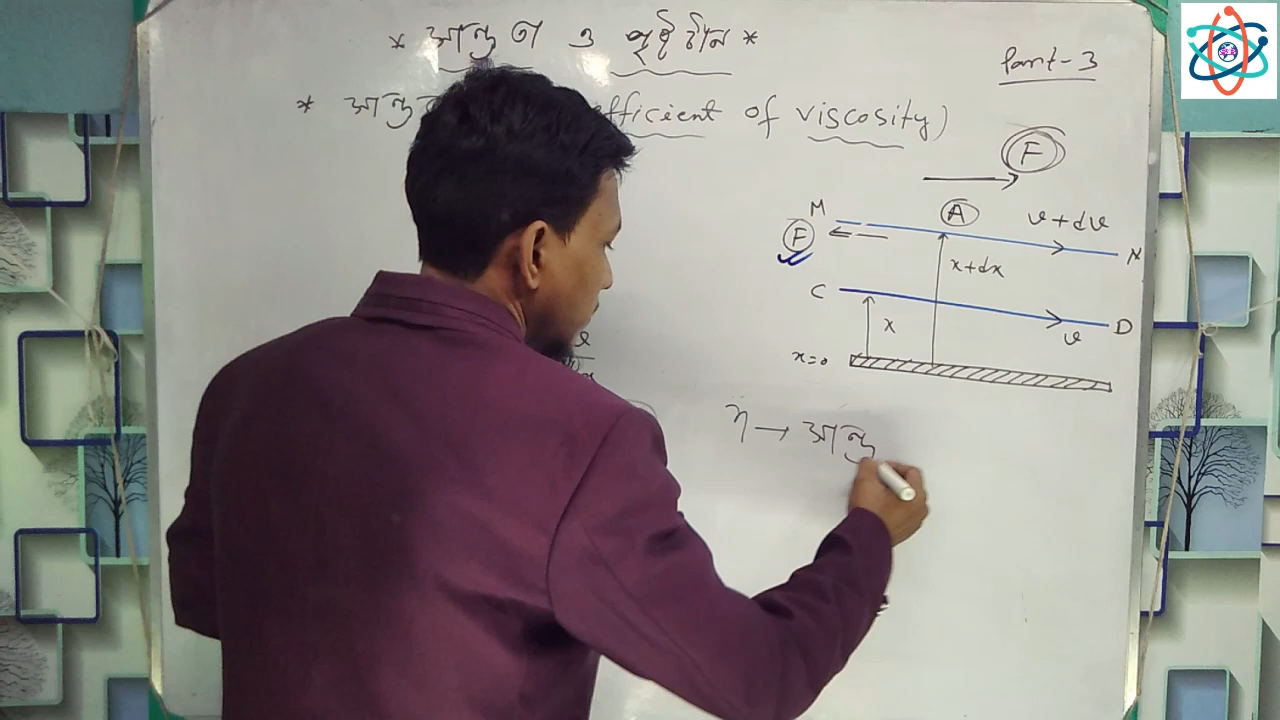 * সান্দ্রতা ও পৃষ্ঠটান *
Part-3
* সান্দ্র efficient of viscosity)
F
M A v+dv N
F
x+dx
C D
x v
x=0
η → সান্দ্র